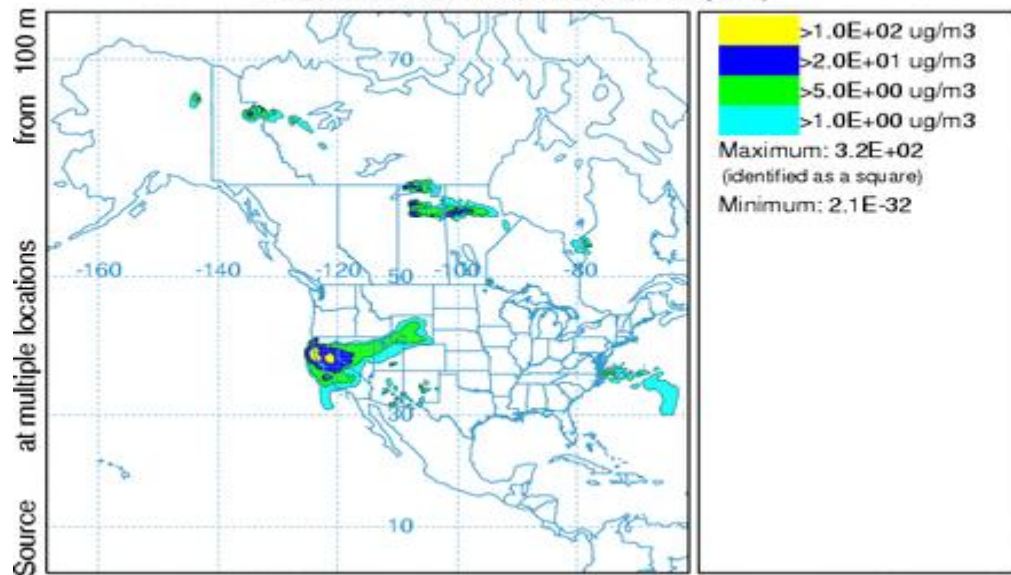 Source at multiple locations from 100 m
>1.0E+02 ug/m3
>2.0E+01 ug/m3
>5.0E+00 ug/m3
>1.0E+00 ug/m3
Maximum: 3.2E+02
(identified as a square)
Minimum: 2.1E-32
70
-160 -140 -120 -100 -80
50
30
10